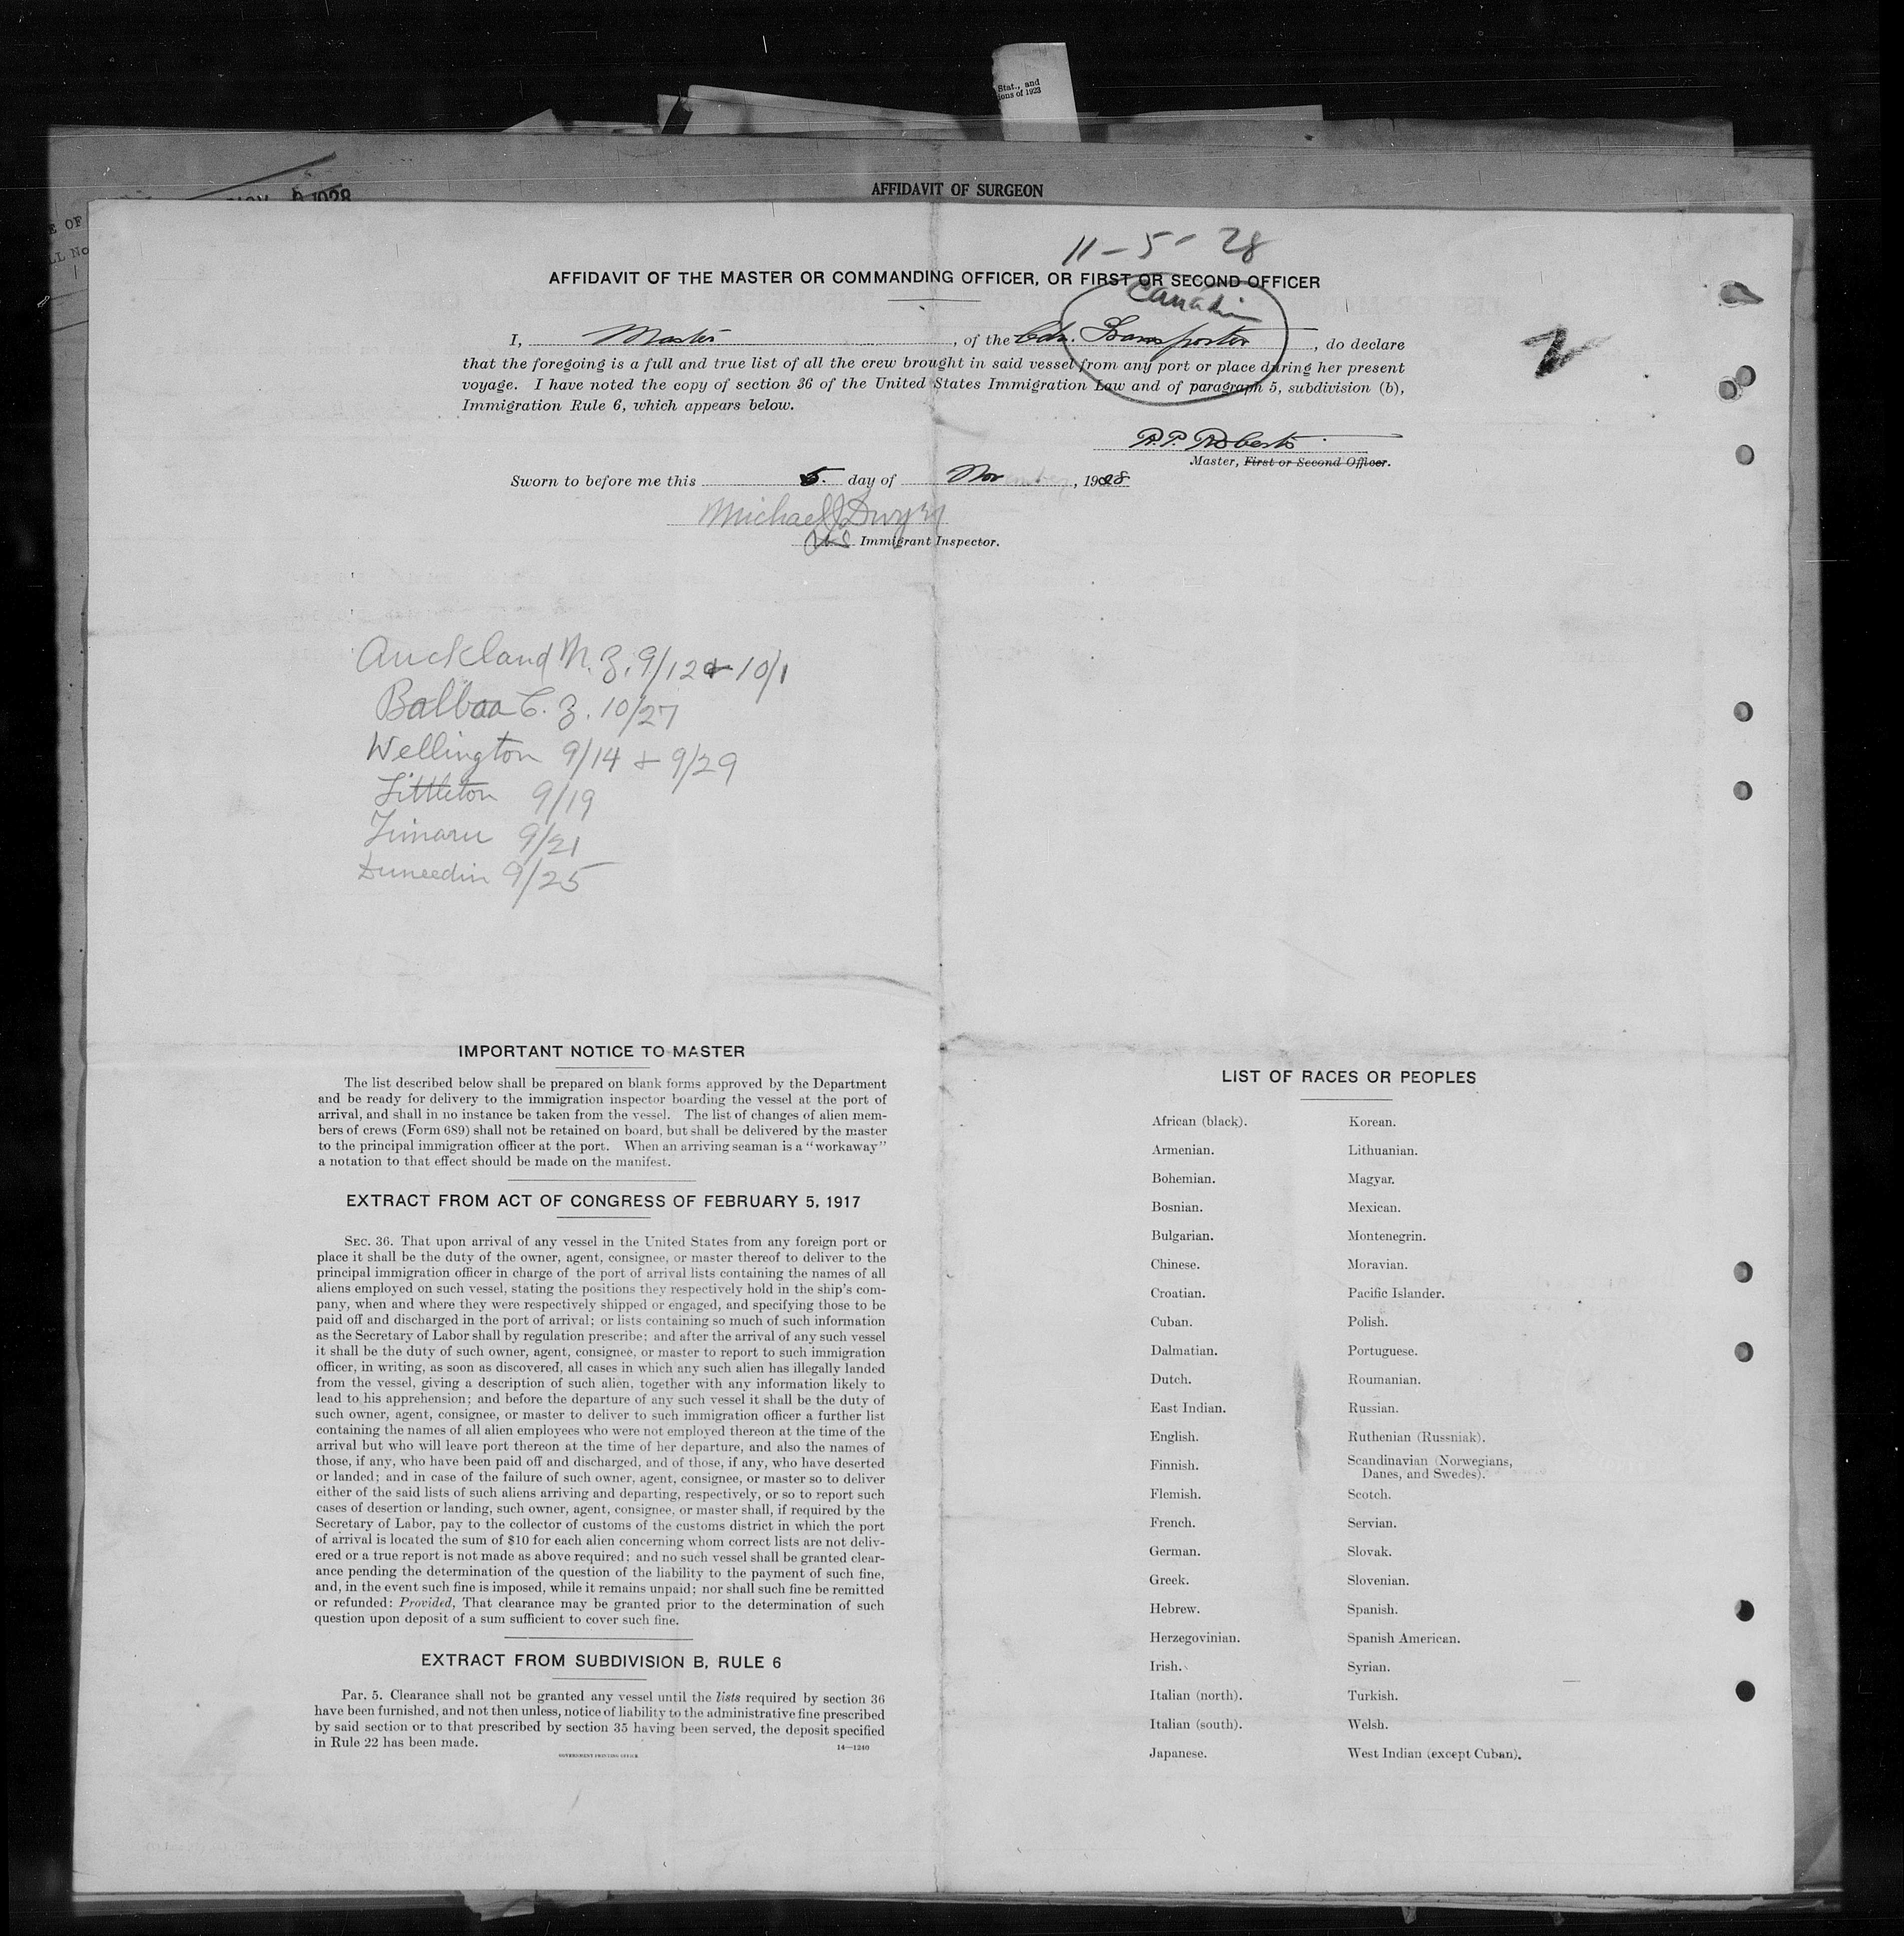 Stat., and
ions of 1923
AFFIDAVIT OF SURGEON
1928
E OF
LL No
11-5-28
AFFIDAVIT OF THE MASTER OR COMMANDING OFFICER, OR FIRST OR SECOND OFFICER
Canadian
I, Master, of the Cdn. Transporter, do declare
that the foregoing is a full and true list of all the crew brought in said vessel from any port or place during her present
voyage. I have noted the copy of section 36 of the United States Immigration Law and of paragraph 5, subdivision (b),
Immigration Rule 6, which appears below.
2
R.P. Roberts
Master, First or Second Officer.
Sworn to before me this 5. day of Nov, 1928
Michael J Dwyer
US Immigrant Inspector.
Auckland N.Z. 9/12 & 10/1
Balboa C.Z. 10/27
Wellington 9/14 & 9/29
Littleton 9/19
Timaru 9/21
Duneedin 9/25
IMPORTANT NOTICE TO MASTER
The list described below shall be prepared on blank forms approved by the Department
and be ready for delivery to the immigration inspector boarding the vessel at the port of
arrival, and shall in no instance be taken from the vessel. The list of changes of alien mem-
bers of crews (Form 689) shall not be retained on board, but shall be delivered by the master
to the principal immigration officer at the port. When an arriving seaman is a "workaway"
a notation to that effect should be made on the manifest.
EXTRACT FROM ACT OF CONGRESS OF FEBRUARY 5, 1917
SEC. 36. That upon arrival of any vessel in the United States from any foreign port or
place it shall be the duty of the owner, agent, consignee, or master thereof to deliver to the
principal immigration officer in charge of the port of arrival lists containing the names of all
aliens employed on such vessel, stating the positions they respectively hold in the ship's com-
pany, when and where they were respectively shipped or engaged, and specifying those to be
paid off and discharged in the port of arrival; or lists containing so much of such information
as the Secretary of Labor shall by regulation prescribe; and after the arrival of any such vessel
it shall be the duty of such owner, agent, consignee, or master to report to such immigration
officer, in writing, as soon as discovered, all cases in which any such alien has illegally landed
from the vessel, giving a description of such alien, together with any information likely to
lead to his apprehension; and before the departure of any such vessel it shall be the duty of
such owner, agent, consignee, or master to deliver to such immigration officer a further list
containing the names of all alien employees who were not employed thereon at the time of the
arrival but who will leave port thereon at the time of her departure, and also the names of
those, if any, who have been paid off and discharged, and of those, if any, who have deserted
or landed; and in case of the failure of such owner, agent, consignee, or master so to deliver
either of the said lists of such aliens arriving and departing, respectively, or so to report such
cases of desertion or landing, such owner, agent, consignee, or master shall, if required by the
Secretary of Labor, pay to the collector of customs of the customs district in which the port
of arrival is located the sum of $10 for each alien concerning whom correct lists are not deliv-
ered or a true report is not made as above required; and no such vessel shall be granted clear-
ance pending the determination of the question of the liability to the payment of such fine,
and, in the event such fine is imposed, while it remains unpaid; nor shall such fine be remitted
or refunded: Provided, That clearance may be granted prior to the determination of such
question upon deposit of a sum sufficient to cover such fine.
EXTRACT FROM SUBDIVISION B, RULE 6
Par. 5. Clearance shall not be granted any vessel until the lists required by section 36
have been furnished, and not then unless, notice of liability to the administrative fine prescribed
by said section or to that prescribed by section 35 having been served, the deposit specified
in Rule 22 has been made.
14—1240
GOVERNMENT PRINTING OFFICE
LIST OF RACES OR PEOPLES
African (black).
Armenian.
Bohemian.
Bosnian.
Bulgarian.
Chinese.
Croatian.
Cuban.
Dalmatian.
Dutch.
East Indian.
English.
Finnish.
Flemish.
French.
German.
Greek.
Hebrew.
Herzegovinian.
Irish.
Italian (north).
Italian (south).
Japanese.
Korean.
Lithuanian.
Magyar.
Mexican.
Montenegrin.
Moravian.
Pacific Islander.
Polish.
Portuguese.
Roumanian.
Russian.
Ruthenian (Russniak).
Scandinavian (Norwegians,
Danes, and Swedes).
Scotch.
Servian.
Slovak.
Slovenian.
Spanish.
Spanish American.
Syrian.
Turkish.
Welsh.
West Indian (except Cuban).